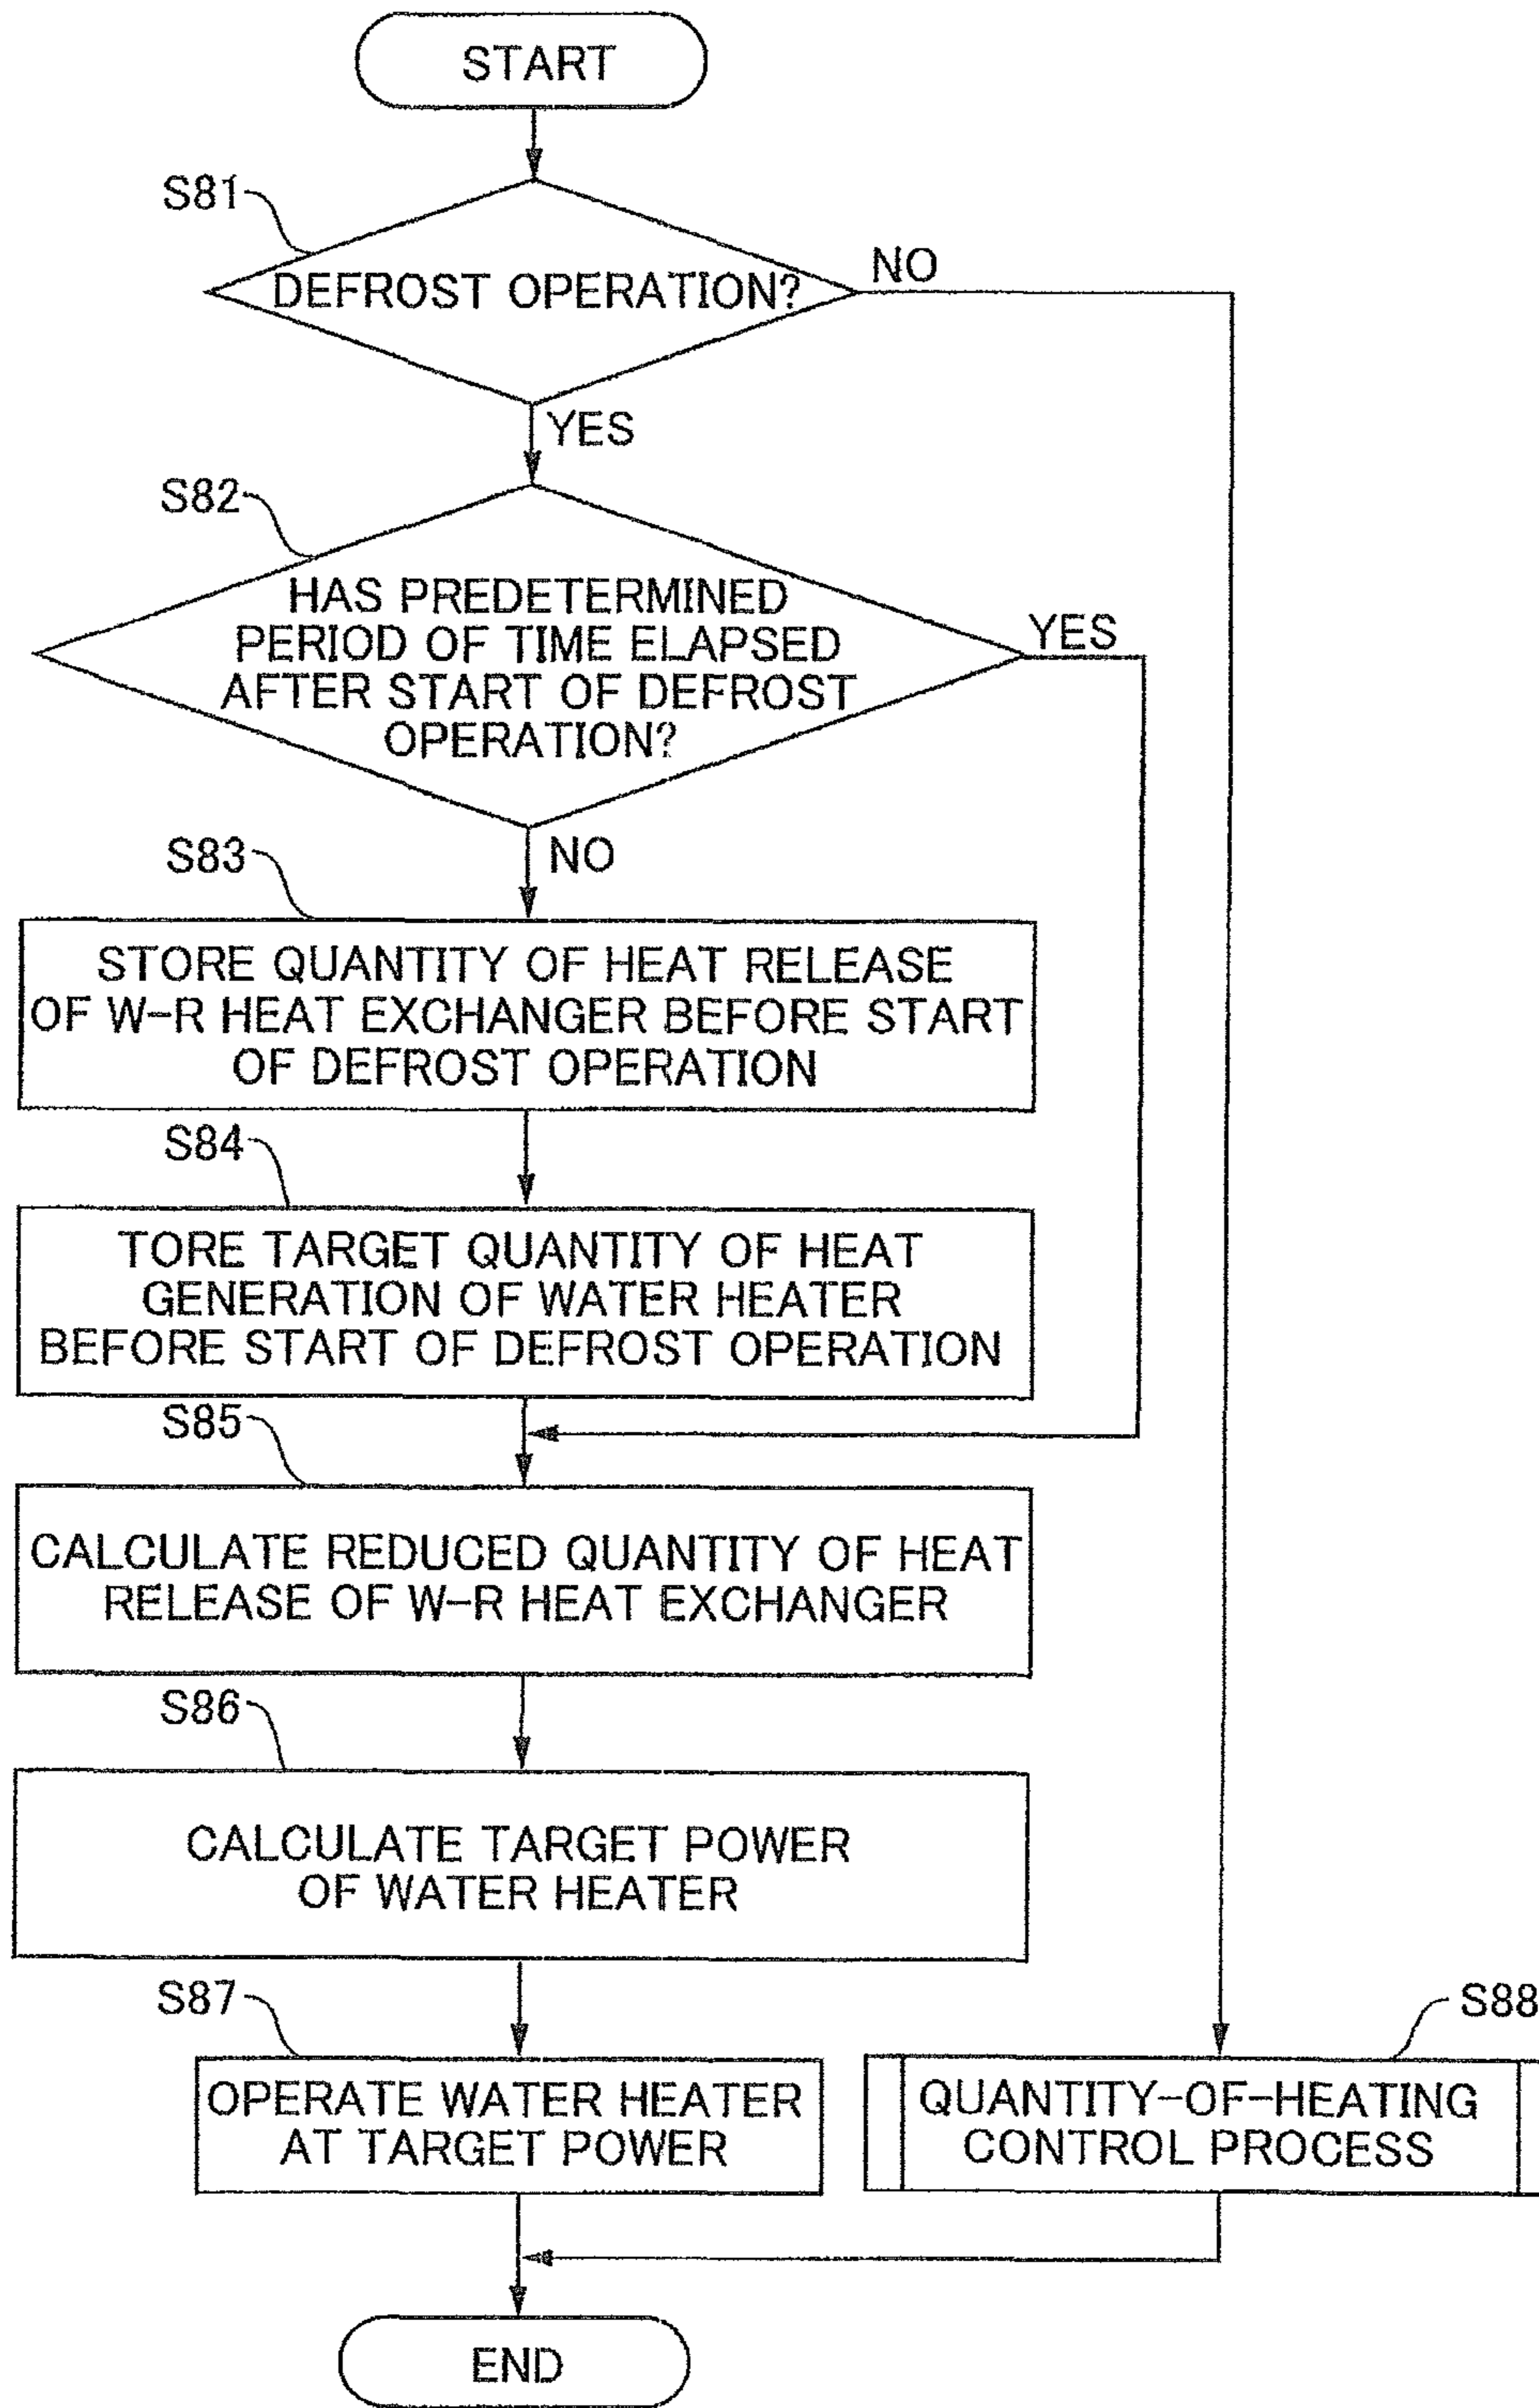 START
S81
DEFROST OPERATION?
NO
YES
S82
HAS PREDETERMINED
PERIOD OF TIME ELAPSED
AFTER START OF DEFROST
OPERATION?
YES
NO
S83
STORE QUANTITY OF HEAT RELEASE
OF W-R HEAT EXCHANGER BEFORE START
OF DEFROST OPERATION
S84
TORE TARGET QUANTITY OF HEAT
GENERATION OF WATER HEATER
BEFORE START OF DEFROST OPERATION
S85
CALCULATE REDUCED QUANTITY OF HEAT
RELEASE OF W-R HEAT EXCHANGER
S86
CALCULATE TARGET POWER
OF WATER HEATER
S87
OPERATE WATER HEATER
AT TARGET POWER
S88
QUANTITY-OF-HEATING
CONTROL PROCESS
END